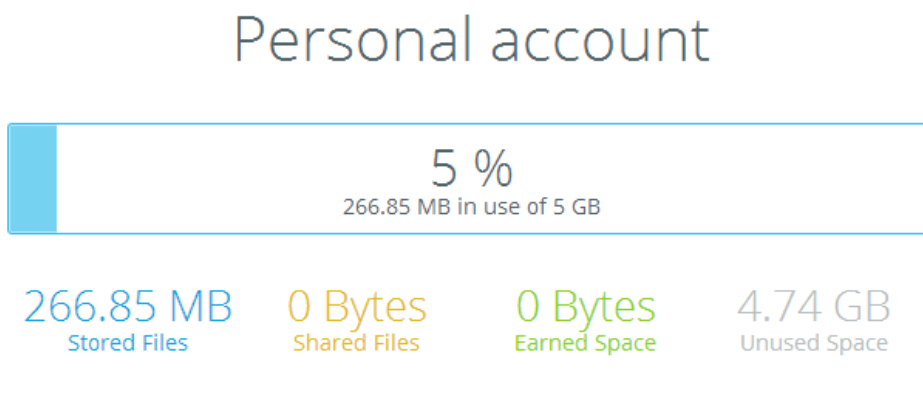 Personal account
5 %
266.85 MB in use of 5 GB
266.85 MB 0 Bytes 0 Bytes 4.74 GB
Stored Files Shared Files Earned Space Unused Space